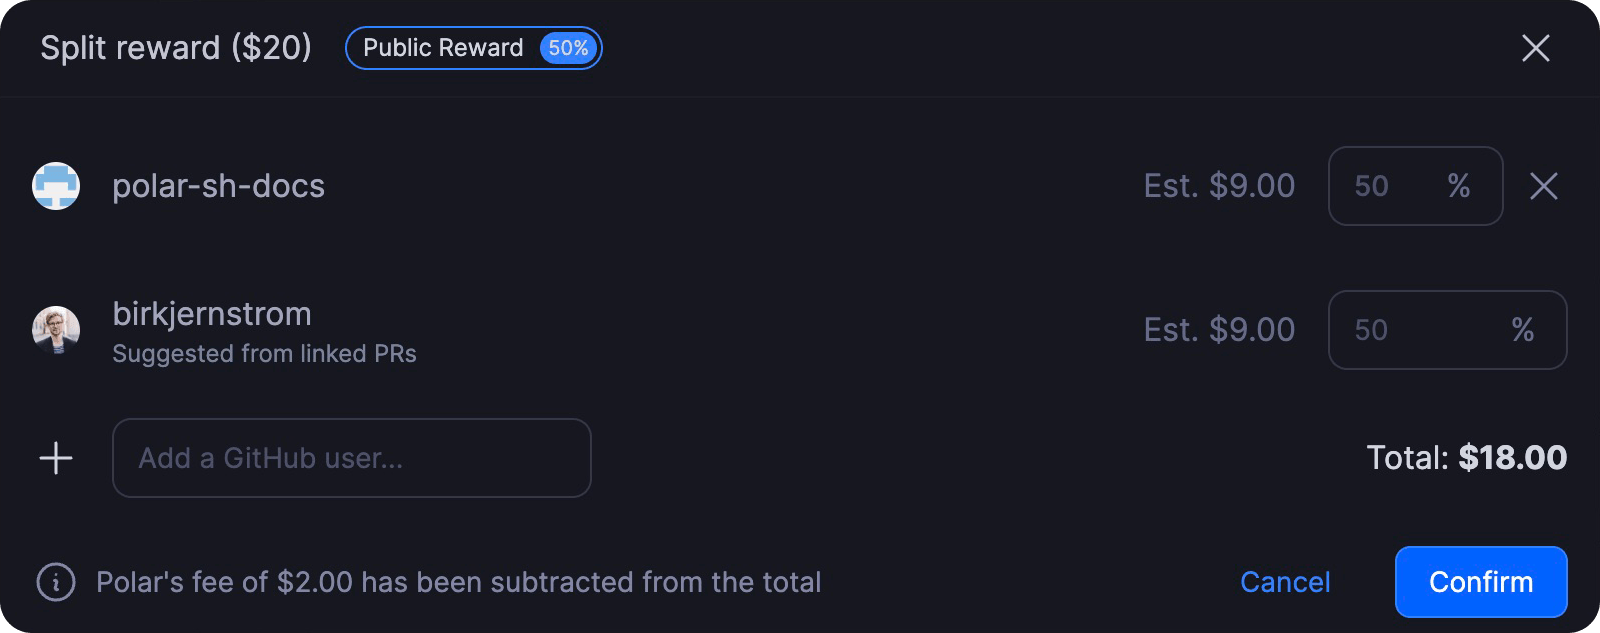 Split reward ($20) Public Reward 50%
polar-sh-docs Est. $9.00 50 %
birkjernstrom
Suggested from linked PRs Est. $9.00 50 %
Add a GitHub user... Total: $18.00
Polar's fee of $2.00 has been subtracted from the total Cancel Confirm